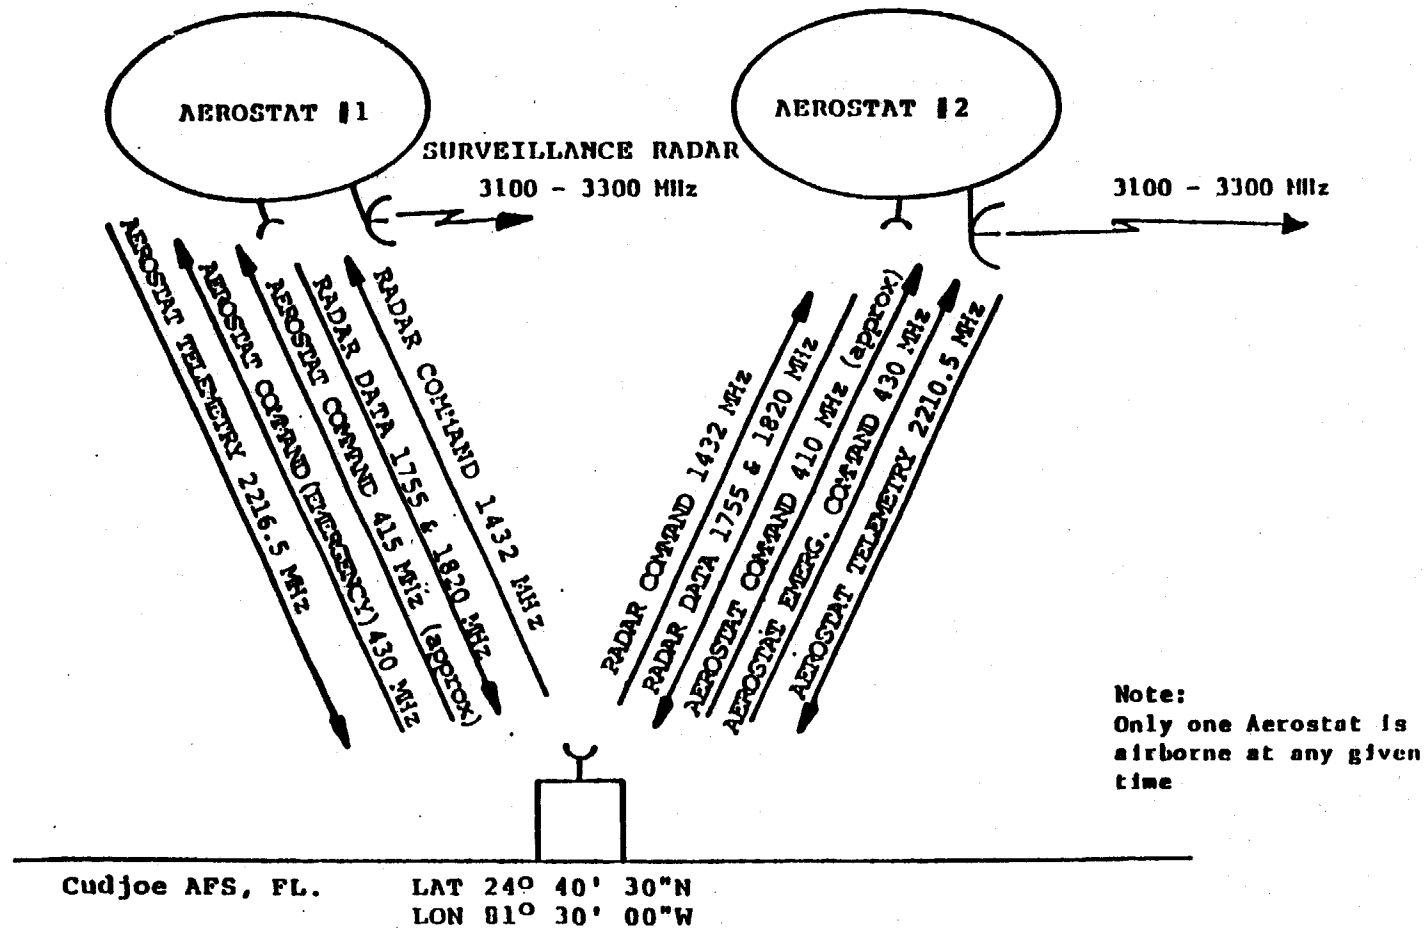 AEROSTAT #1
AEROSTAT #2
SURVEILLANCE RADAR
3100 - 3300 MHz
3100 - 3300 MHz
AEROSTAT TELEMETRY 2216.5 MHz
AEROSTAT COMMAND (EMERGENCY) 430 MHz
AEROSTAT COMMAND 415 MHz (approx)
RADAR DATA 1755 & 1820 MHz
RADAR COMMAND 1432 MHz
RADAR COMMAND 1432 MHz
RADAR DATA 1755 & 1820 MHz
AEROSTAT COMMAND 410 MHz (approx)
AEROSTAT EMERG. COMMAND 430 MHz
AEROSTAT TELEMETRY 2210.5 MHz
Note:
Only one Aerostat is
airborne at any given
time
Cudjoe AFS, FL.
LAT 24° 40' 30"N
LON 81° 30' 00"W